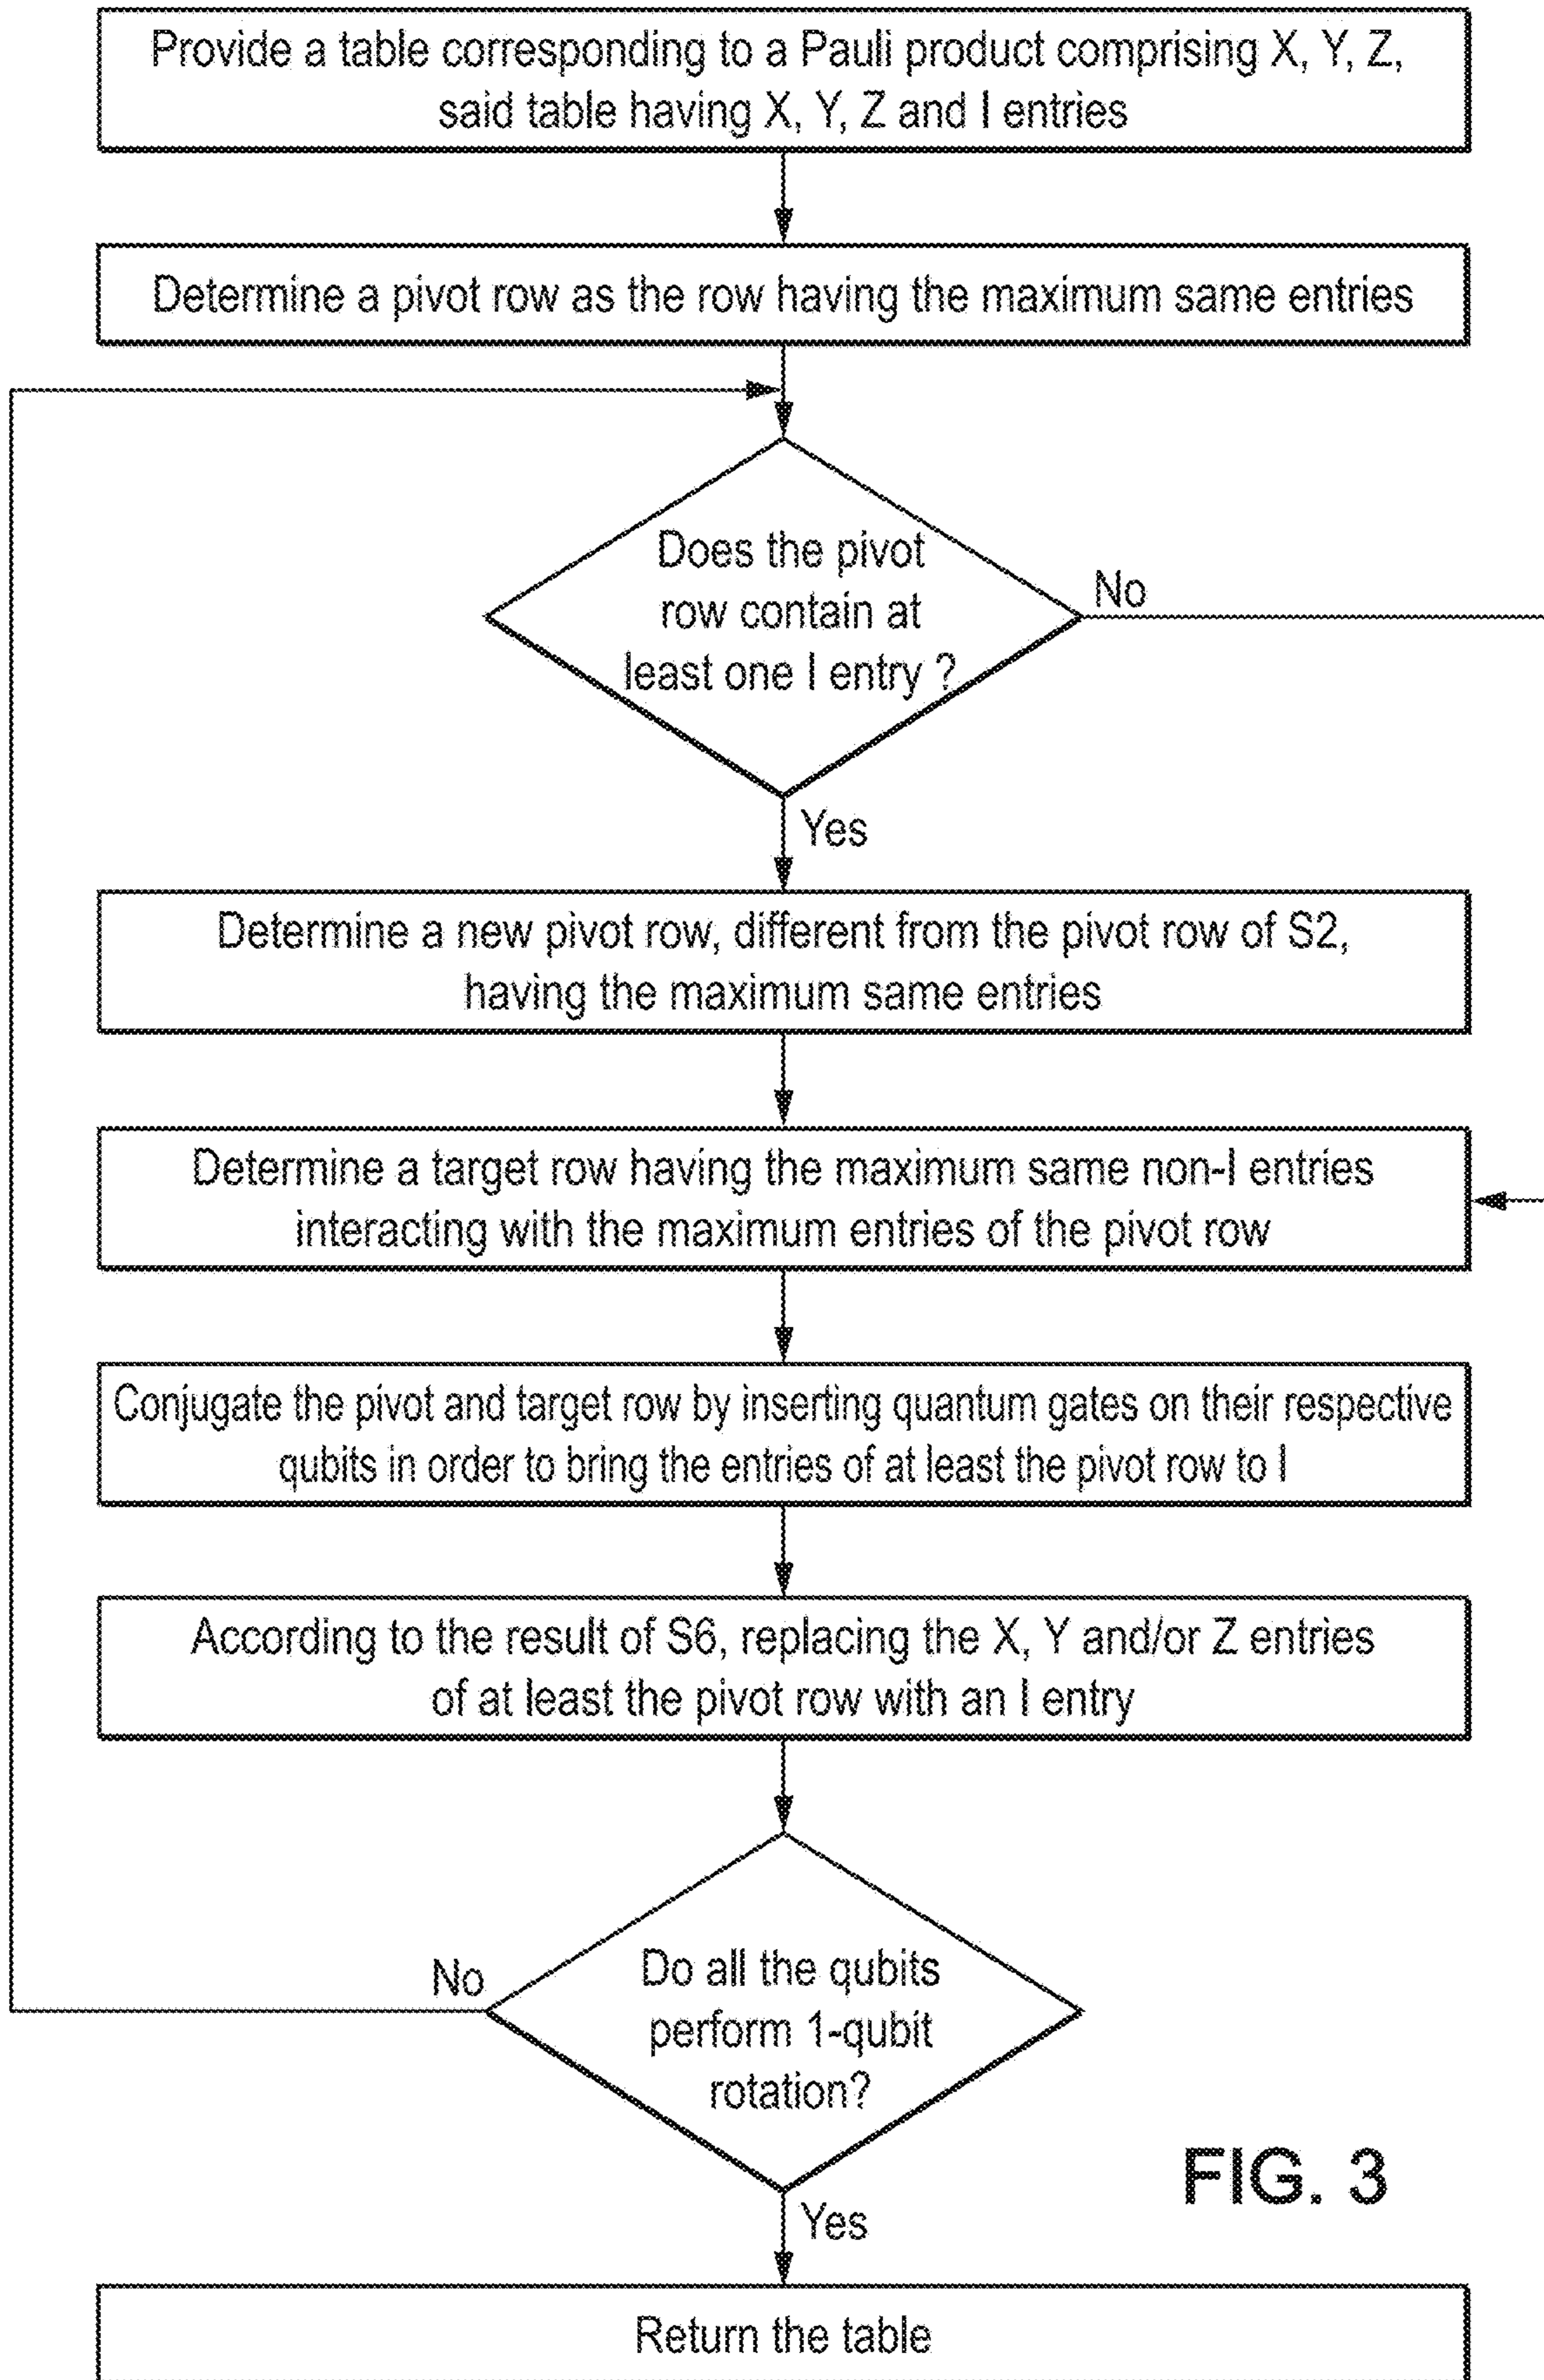 Provide a table corresponding to a Pauli product comprising X, Y, Z,
said table having X, Y, Z and I entries
Determine a pivot row as the row having the maximum same entries
Does the pivot
row contain at
least one I entry ?
No
Yes
Determine a new pivot row, different from the pivot row of S2,
having the maximum same entries
Determine a target row having the maximum same non-I entries
interacting with the maximum entries of the pivot row
Conjugate the pivot and target row by inserting quantum gates on their respective
qubits in order to bring the entries of at least the pivot row to I
According to the result of S6, replacing the X, Y and/or Z entries
of at least the pivot row with an I entry
No
Do all the qubits
perform 1-qubit
rotation?
Yes
FIG. 3
Return the table